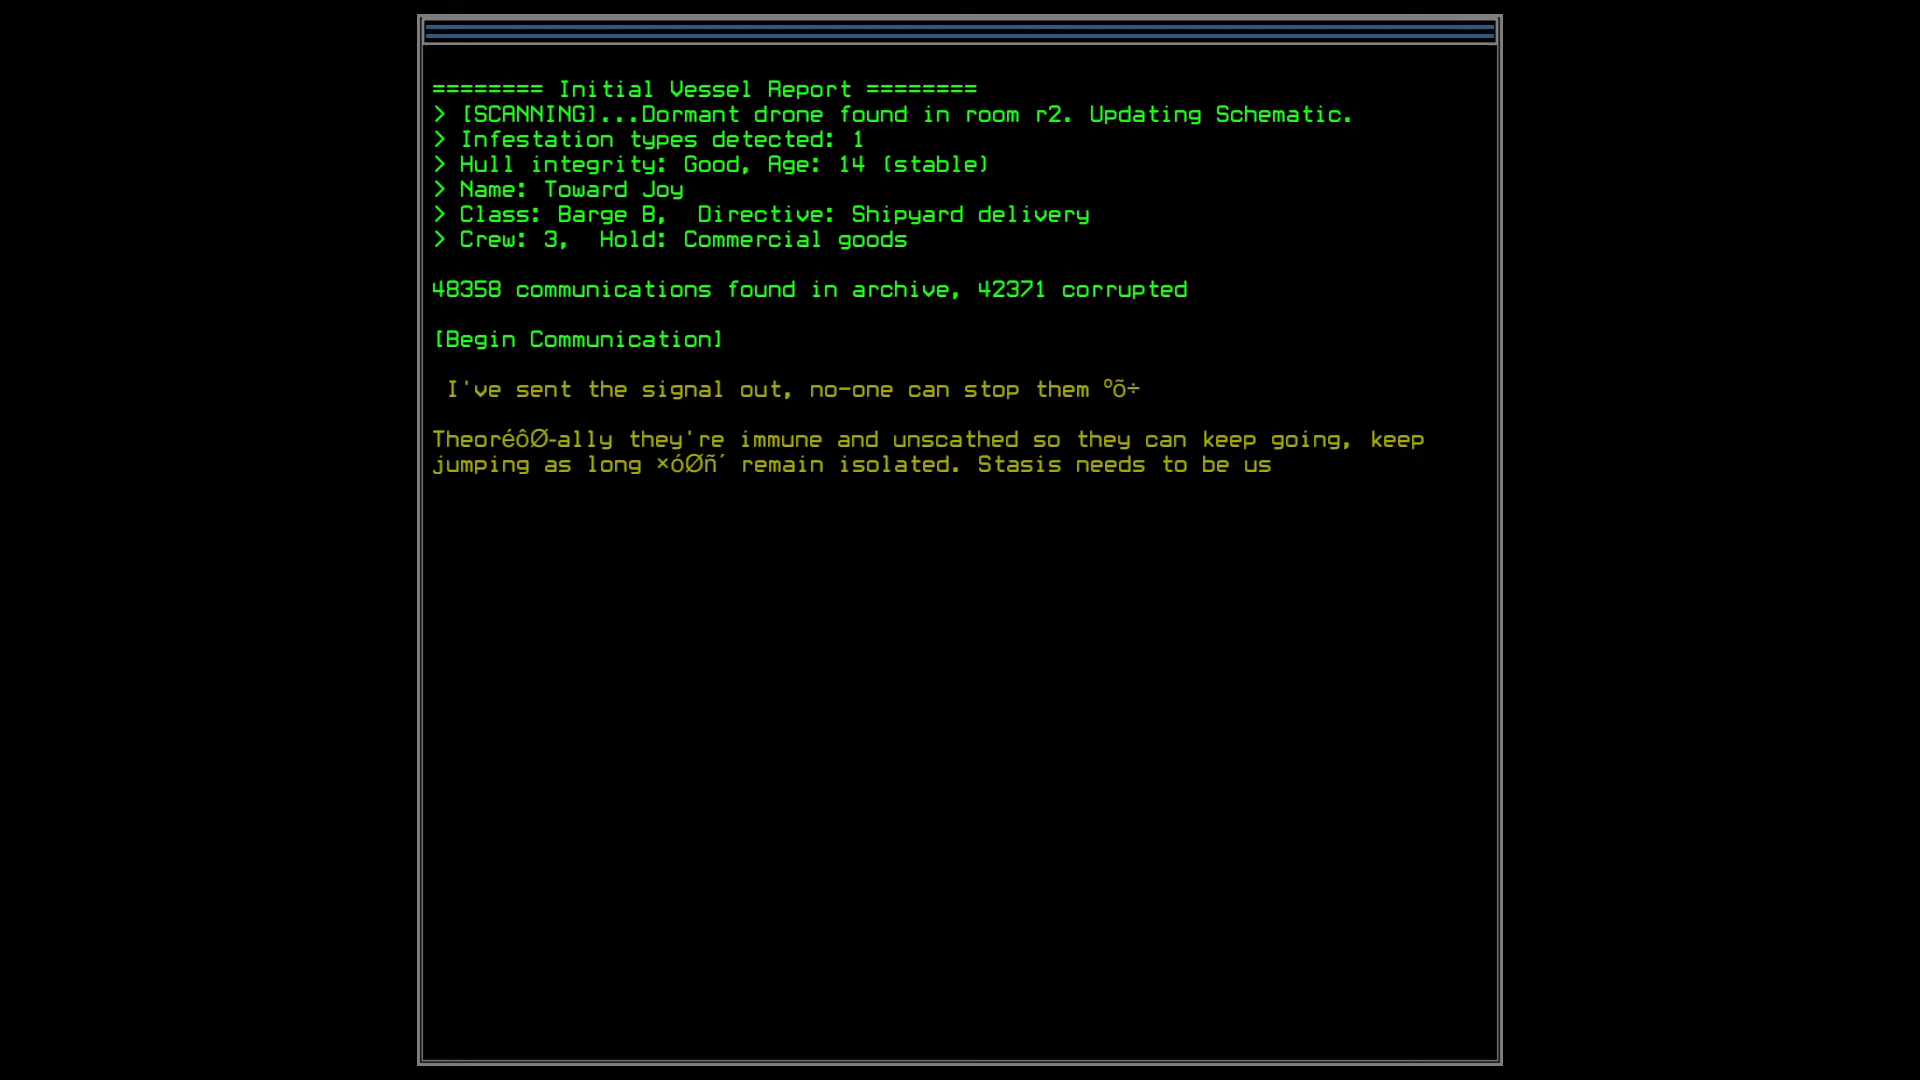 ======== Initial Vessel Report ========
> [SCANNING]...Dormant drone found in room r2. Updating Schematic.
> Infestation types detected: 1
> Hull integrity: Good, Age: 14 (stable)
> Name: Toward Joy
> Class: Barge B,  Directive: Shipyard delivery
> Crew: 3,  Hold: Commercial goods
48358 communications found in archive, 42371 corrupted
[Begin Communication]
I've sent the signal out, no-one can stop them ºõ÷
TheoréôØ-ally they're immune and unscathed so they can keep going, keep
jumping as long ×óØñ´ remain isolated. Stasis needs to be us